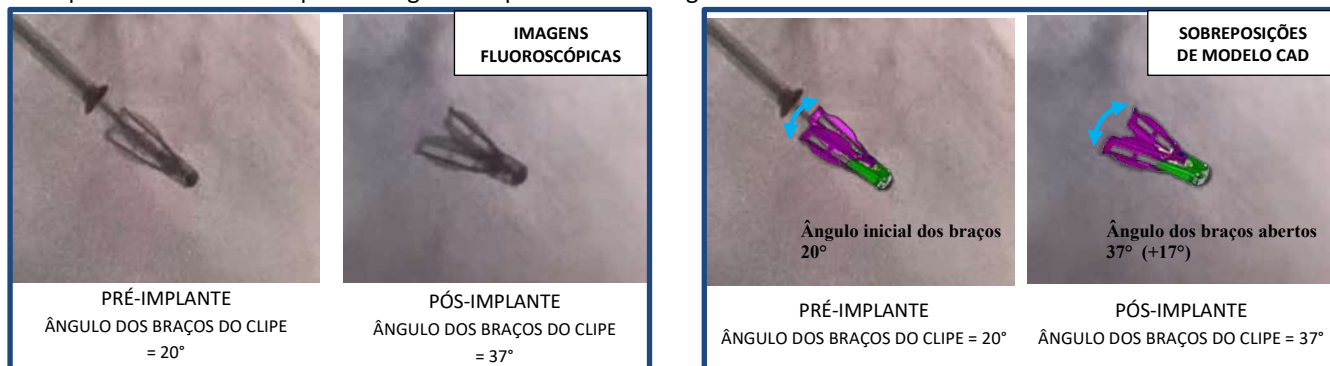 IMAGENS
FLUOROSCÓPICAS
PRÉ-IMPLANTE
ÂNGULO DOS BRAÇOS DO CLIPE
= 20°
PÓS-IMPLANTE
ÂNGULO DOS BRAÇOS DO CLIPE
= 37°
SOBREPOSIÇÕES
DE MODELO CAD
Ângulo inicial dos braços
20°
Ângulo dos braços abertos
37° (+17°)
PRÉ-IMPLANTE
ÂNGULO DOS BRAÇOS DO CLIPE = 20°
PÓS-IMPLANTE
ÂNGULO DOS BRAÇOS DO CLIPE = 37°